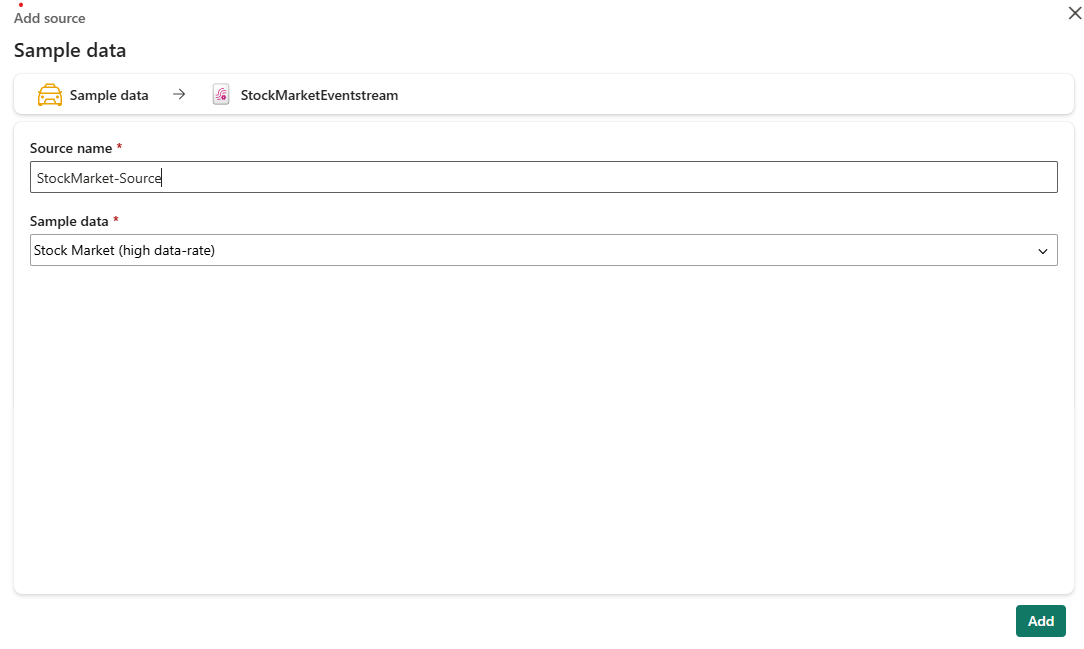 Add source
Sample data
Sample data → StockMarketEventstream
Source name *
StockMarket-Source
Sample data *
Stock Market (high data-rate)
Add